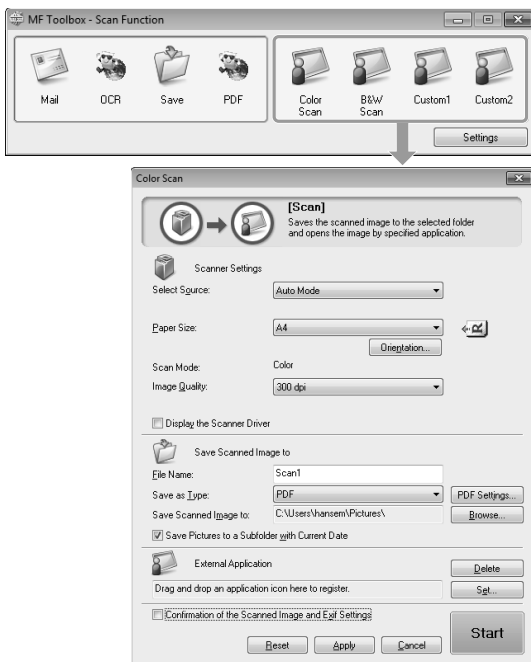 MF Toolbox - Scan Function
Mail OCR Save PDF Color Scan B&W Scan Custom1 Custom2
Settings
Color Scan
[Scan]
Saves the scanned image to the selected folder
and opens the image by specified application.
Scanner Settings
Select Source: Auto Mode
Paper Size: A4
R
Orientation...
Scan Mode: Color
Image Quality: 300 dpi
Display the Scanner Driver
Save Scanned Image to
File Name: Scan1
Save as Type: PDF PDF Settings...
Save Scanned Image to: C:\Users\hansem\Pictures\ Browse...
Save Pictures to a Subfolder with Current Date
External Application Delete
Drag and drop an application icon here to register. Set...
Confirmation of the Scanned Image and Exif Settings
Start
Reset Apply Cancel